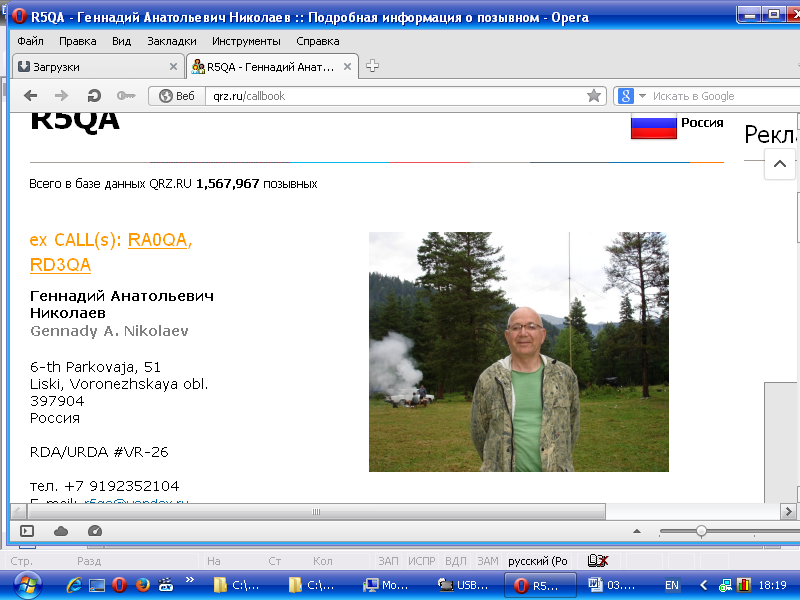 R5QA - Геннадий Анатольевич Николаев :: Подробная информация о позывном - Opera
Файл Правка Вид Закладки Инструменты Справка
Загрузки
R5QA - Геннадий Анат...
Веб
qrz.ru/callbook
Искать в Google
R5QA
Россия
Рекл
Всего в базе данных QRZ.RU 1,567,967 позывных
ex CALL(s): RA0QA,
RD3QA
Геннадий Анатольевич
Николаев
Gennady A. Nikolaev
6-th Parkovaja, 51
Liski, Voronezhskaya obl.
397904
Россия
RDA/URDA #VR-26
тел. +7 9192352104
E-mail: r5qa@yandex.ru
Стр. Разд На Ст Кол ЗАП ИСПР ВДЛ ЗАМ русский (Ро
C:\... C:\... Мо... USB... R5... 03.... EN 18:19